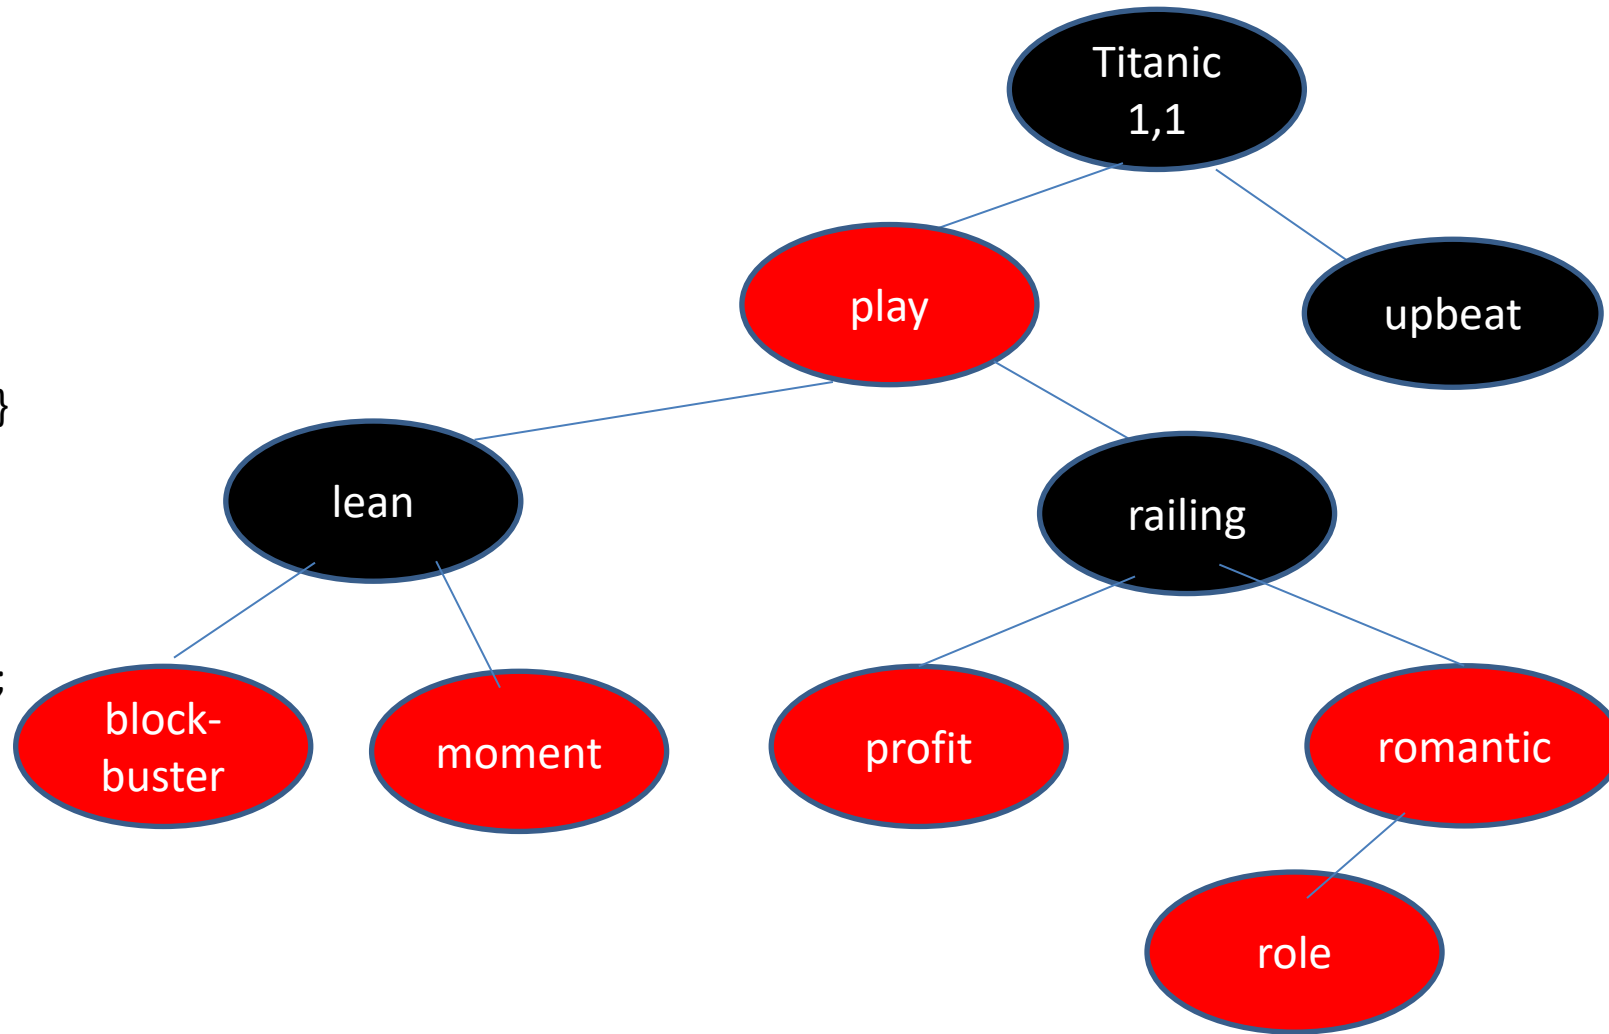 Titanic
1,1
play
upbeat
}
lean
railing
;
block-
buster
moment
profit
romantic
role